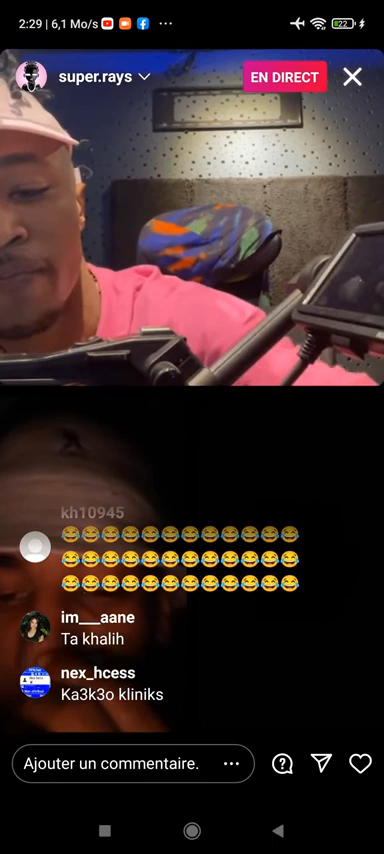 2:29 | 6,1 Mo/s
22
super.rays
EN DIRECT
kh10945
😂😂😂😂😂😂😂😂😂😂😂😂
😂😂😂😂😂😂😂😂😂😂😂😂
😂😂😂😂😂😂😂😂😂😂😂😂
im___aane
Ta khalih
nex_hcess
Ka3k3o kliniks
Ajouter un commentaire.